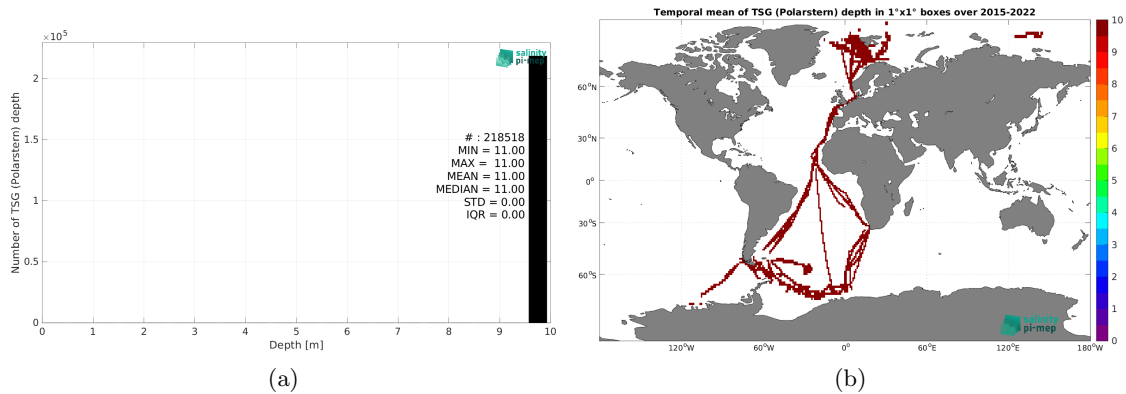 ×10⁵
2
1.5
1
0.5
0
Number of TSG (Polarstern) depth
salinity
pi-mep
# : 218518
MIN = 11.00
MAX = 11.00
MEAN = 11.00
MEDIAN = 11.00
STD = 0.00
IQR = 0.00
0 1 2 3 4 5 6 7 8 9 10
Depth [m]
(a)
Temporal mean of TSG (Polarstern) depth in 1°x1° boxes over 2015-2022
60°N
30°N
0°
30°S
60°S
120°W 60°W 0° 60°E 120°E 180°W
salinity
pi-mep
10
9
8
7
6
5
4
3
2
1
0
(b)